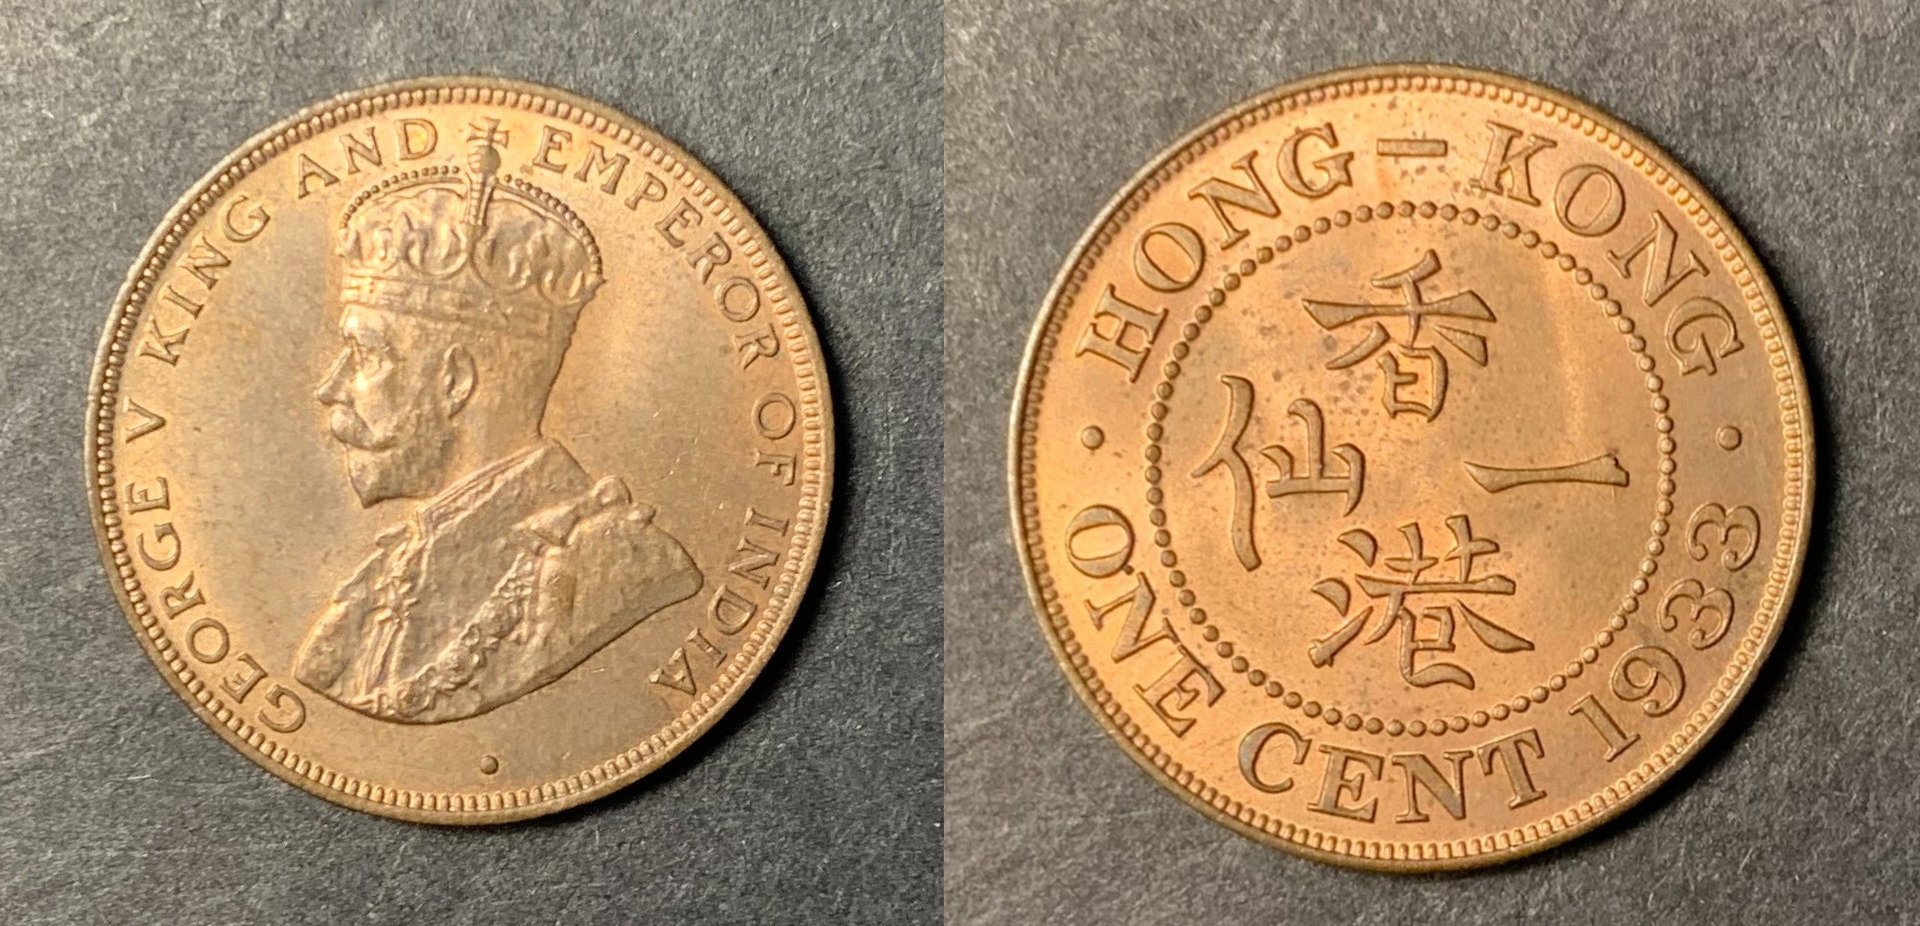 GEORGE V KING AND EMPEROR OF INDIA
HONG-KONG
香港一仙
ONE CENT 1933